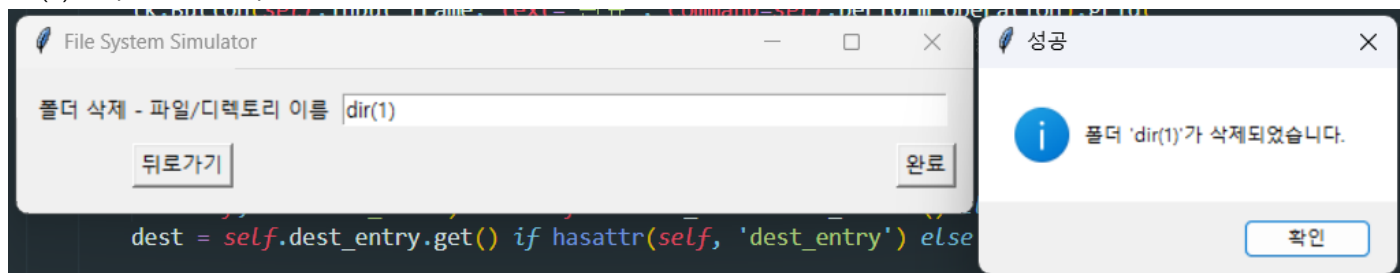 File System Simulator
성공
폴더 삭제 - 파일/디렉토리 이름 dir(1)
뒤로가기
완료
폴더 'dir(1)'가 삭제되었습니다.
확인
dest = self.dest_entry.get() if hasattr(self, 'dest_entry') else